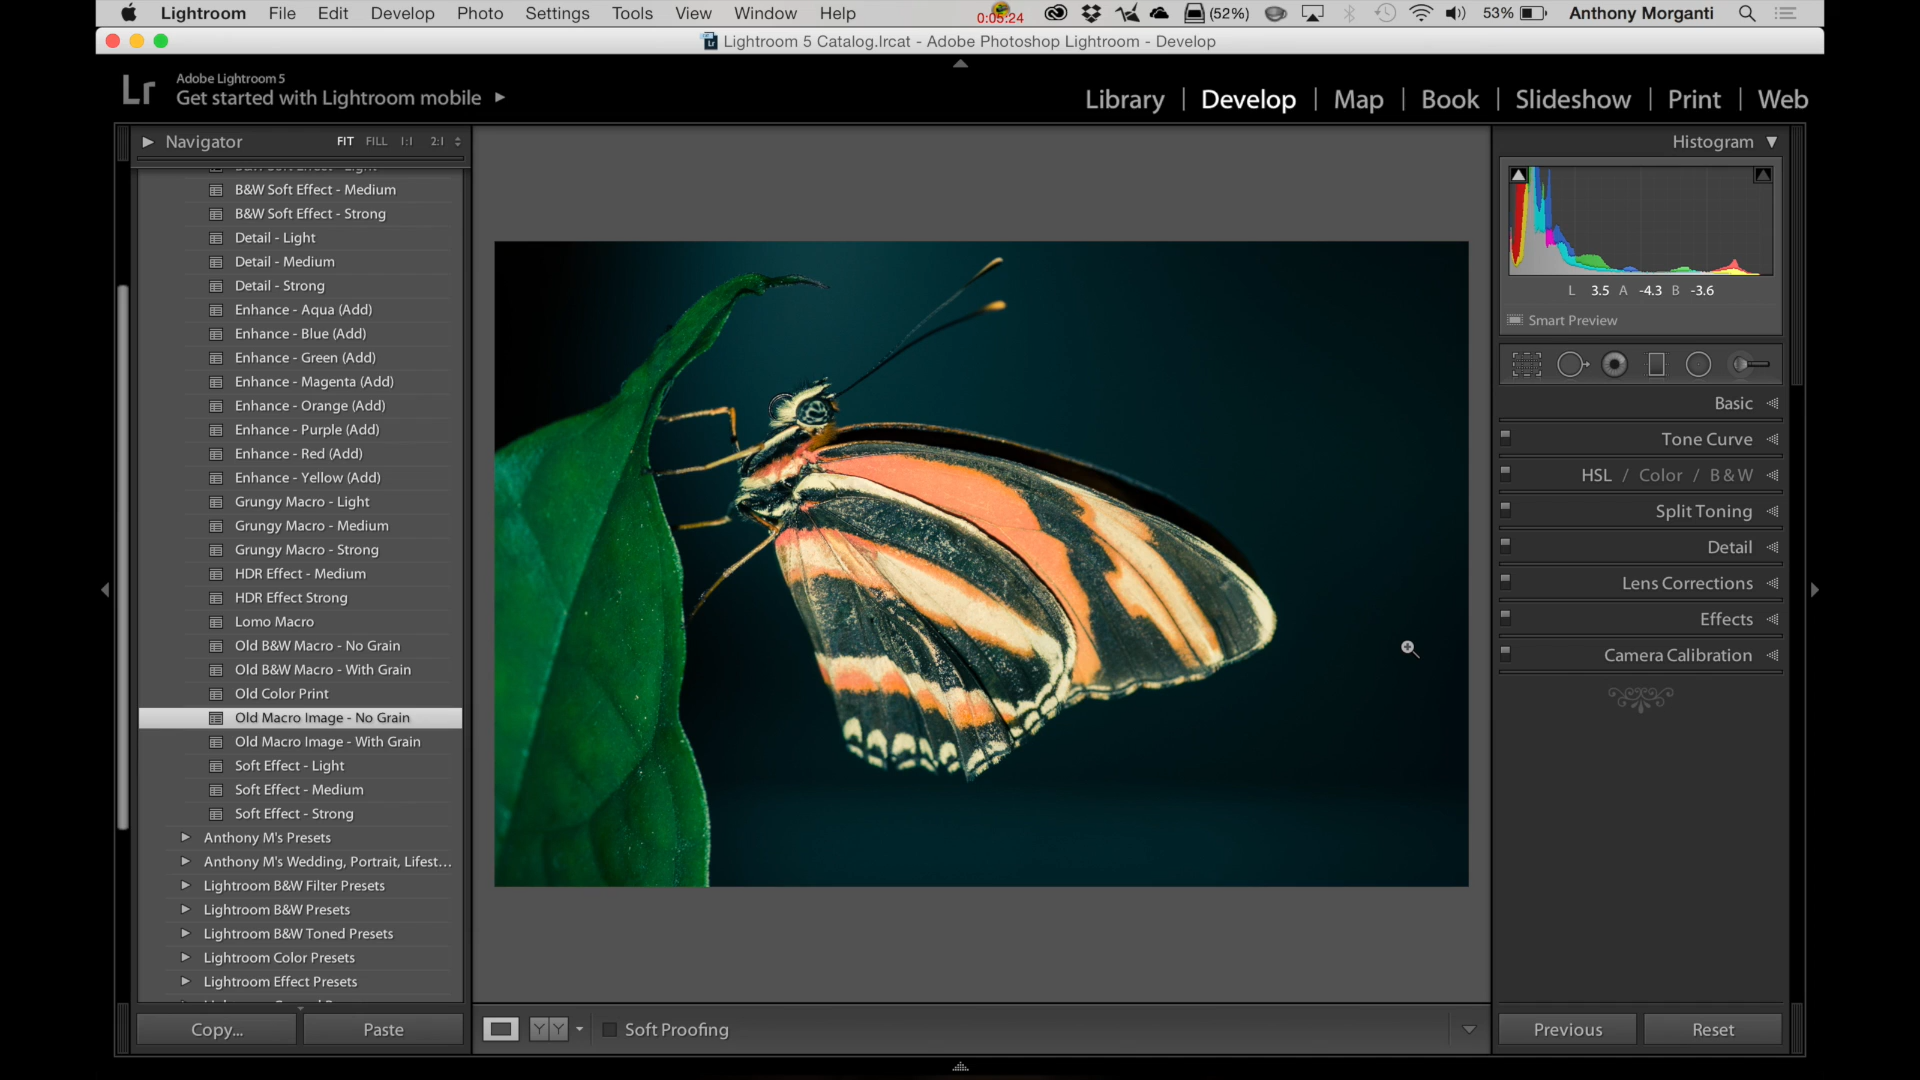 Lightroom File Edit Develop Photo Settings Tools View Window Help 0:05:24 (52%) 53% Anthony Morganti
Lightroom 5 Catalog.lrcat - Adobe Photoshop Lightroom - Develop
Lr
Adobe Lightroom 5
Get started with Lightroom mobile
Library | Develop | Map | Book | Slideshow | Print | Web
Navigator FIT FILL 1:1 2:1
B&W Soft Effect - Medium
B&W Soft Effect - Strong
Detail - Light
Detail - Medium
Detail - Strong
Enhance - Aqua (Add)
Enhance - Blue (Add)
Enhance - Green (Add)
Enhance - Magenta (Add)
Enhance - Orange (Add)
Enhance - Purple (Add)
Enhance - Red (Add)
Enhance - Yellow (Add)
Grungy Macro - Light
Grungy Macro - Medium
Grungy Macro - Strong
HDR Effect - Medium
HDR Effect Strong
Lomo Macro
Old B&W Macro - No Grain
Old B&W Macro - With Grain
Old Color Print
Old Macro Image - No Grain
Old Macro Image - With Grain
Soft Effect - Light
Soft Effect - Medium
Soft Effect - Strong
Anthony M's Presets
Anthony M's Wedding, Portrait, Lifest...
Lightroom B&W Filter Presets
Lightroom B&W Presets
Lightroom B&W Toned Presets
Lightroom Color Presets
Lightroom Effect Presets
Copy... Paste
Y Y Soft Proofing
Histogram
L 3.5 A -4.3 B -3.6
Smart Preview
Basic
Tone Curve
HSL / Color / B&W
Split Toning
Detail
Lens Corrections
Effects
Camera Calibration
Previous Reset